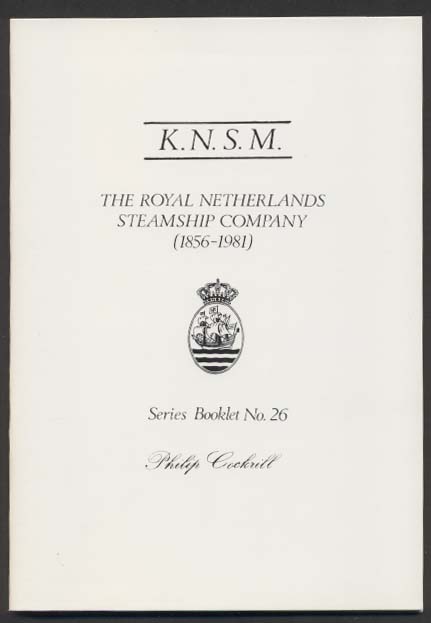 K.N.S.M.
THE ROYAL NETHERLANDS
STEAMSHIP COMPANY
(1856-1981)
Series Booklet No. 26
Philip Cockrill